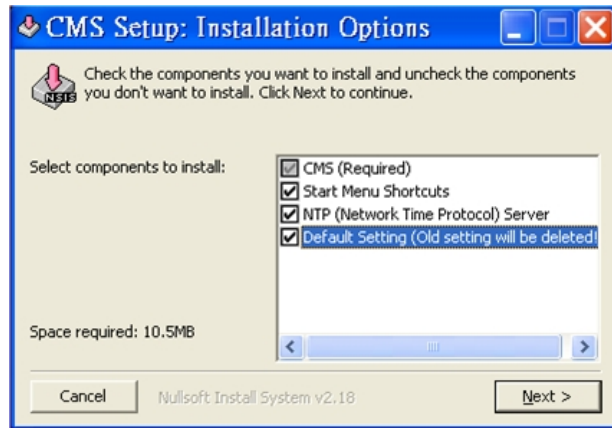 CMS Setup: Installation Options
Check the components you want to install and uncheck the components
you don't want to install. Click Next to continue.
NSIS
Select components to install:
CMS (Required)
Start Menu Shortcuts
NTP (Network Time Protocol) Server
Default Setting (Old setting will be deleted!
Space required: 10.5MB
Cancel
Nullsoft Install System v2.18
Next >